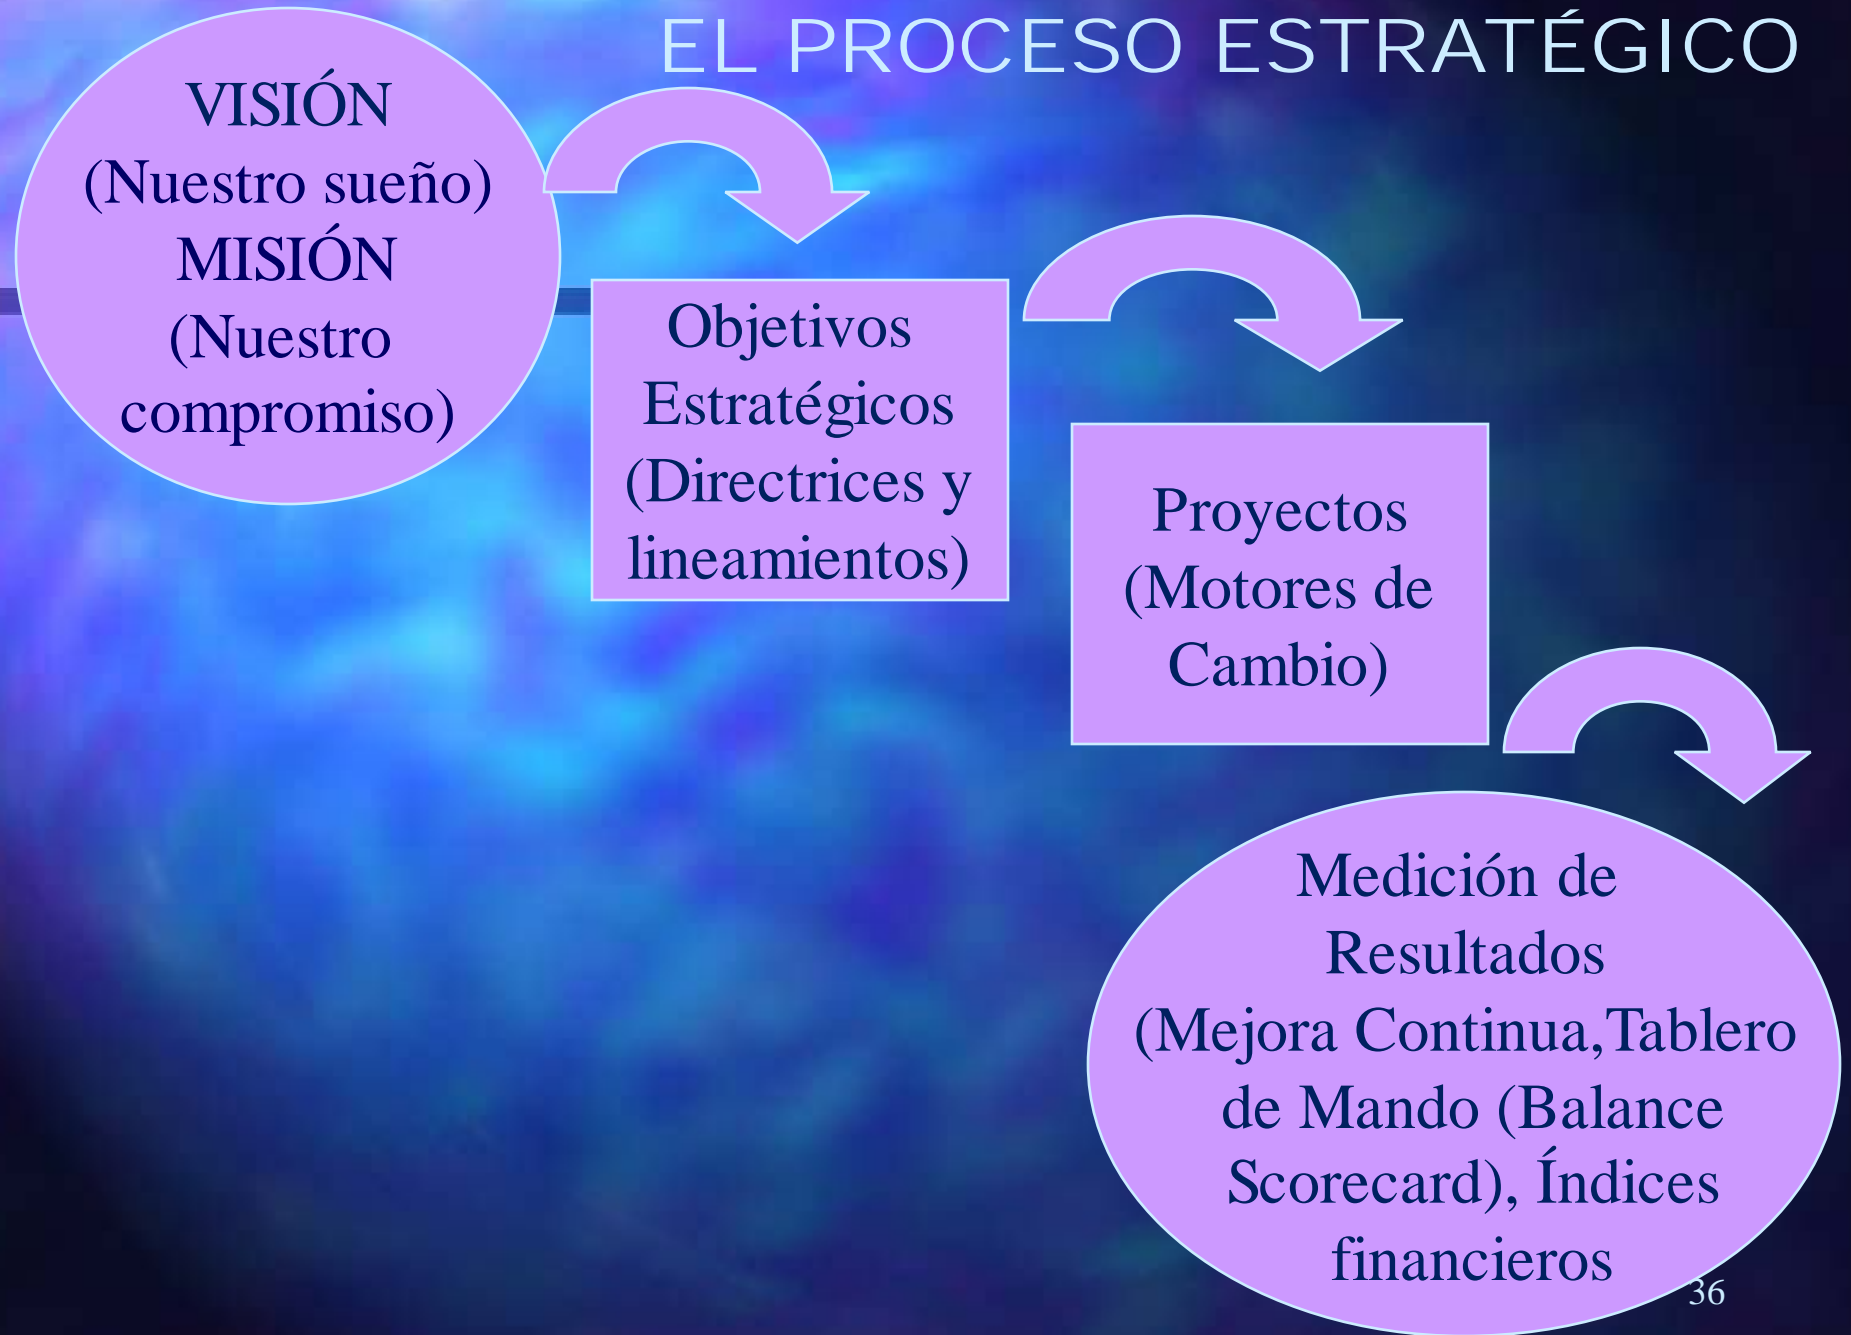 EL PROCESO ESTRATÉGICO
VISIÓN
(Nuestro sueño)
MISIÓN
(Nuestro
compromiso)
Objetivos
Estratégicos
(Directrices y
lineamientos)
Proyectos
(Motores de
Cambio)
Medición de
Resultados
(Mejora Continua,Tablero
de Mando (Balance
Scorecard), Índices
financieros
36